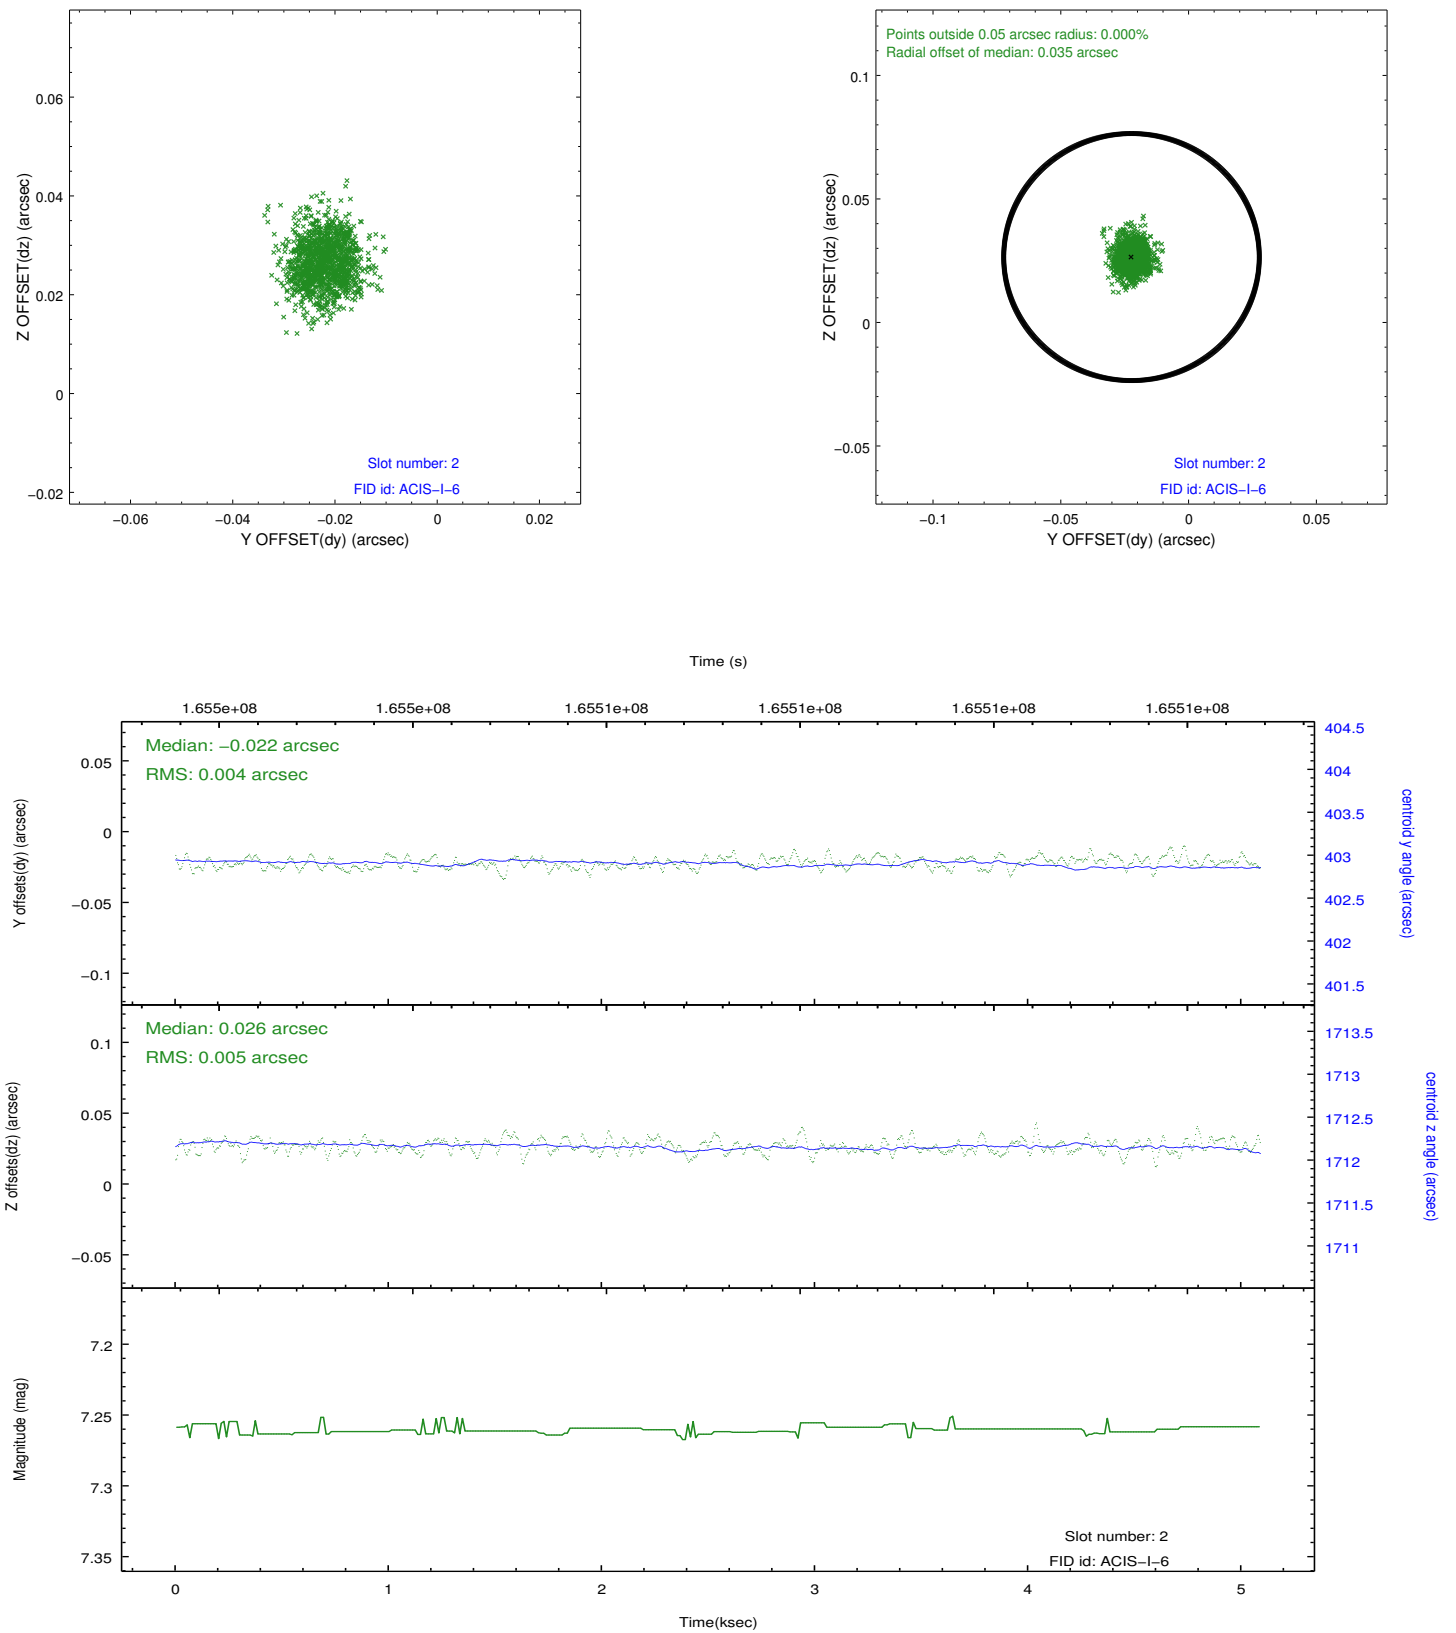 0.06
0.04
0.02
0
−0.02
Z OFFSET(dz) (arcsec)
Slot number: 2
FID id: ACIS−I−6
−0.06 −0.04 −0.02 0 0.02
Y OFFSET(dy) (arcsec)
Points outside 0.05 arcsec radius: 0.000%
Radial offset of median: 0.035 arcsec
0.1
0.05
0
−0.05
Z OFFSET(dz) (arcsec)
Slot number: 2
FID id: ACIS−I−6
−0.1 −0.05 0 0.05
Y OFFSET(dy) (arcsec)
Time (s)
1.655e+08 1.655e+08 1.6551e+08 1.6551e+08 1.6551e+08 1.6551e+08
Median: −0.022 arcsec
RMS: 0.004 arcsec
0.05
0
−0.05
−0.1
Y offsets(dy) (arcsec)
404.5
404
403.5
403
402.5
402
401.5
centroid y angle (arcsec)
Median: 0.026 arcsec
RMS: 0.005 arcsec
0.1
0.05
0
−0.05
Z offsets(dz) (arcsec)
1713.5
1713
1712.5
1712
1711.5
1711
centroid z angle (arcsec)
7.2
7.25
7.3
7.35
Magnitude (mag)
Slot number: 2
FID id: ACIS−I−6
0 1 2 3 4 5
Time(ksec)